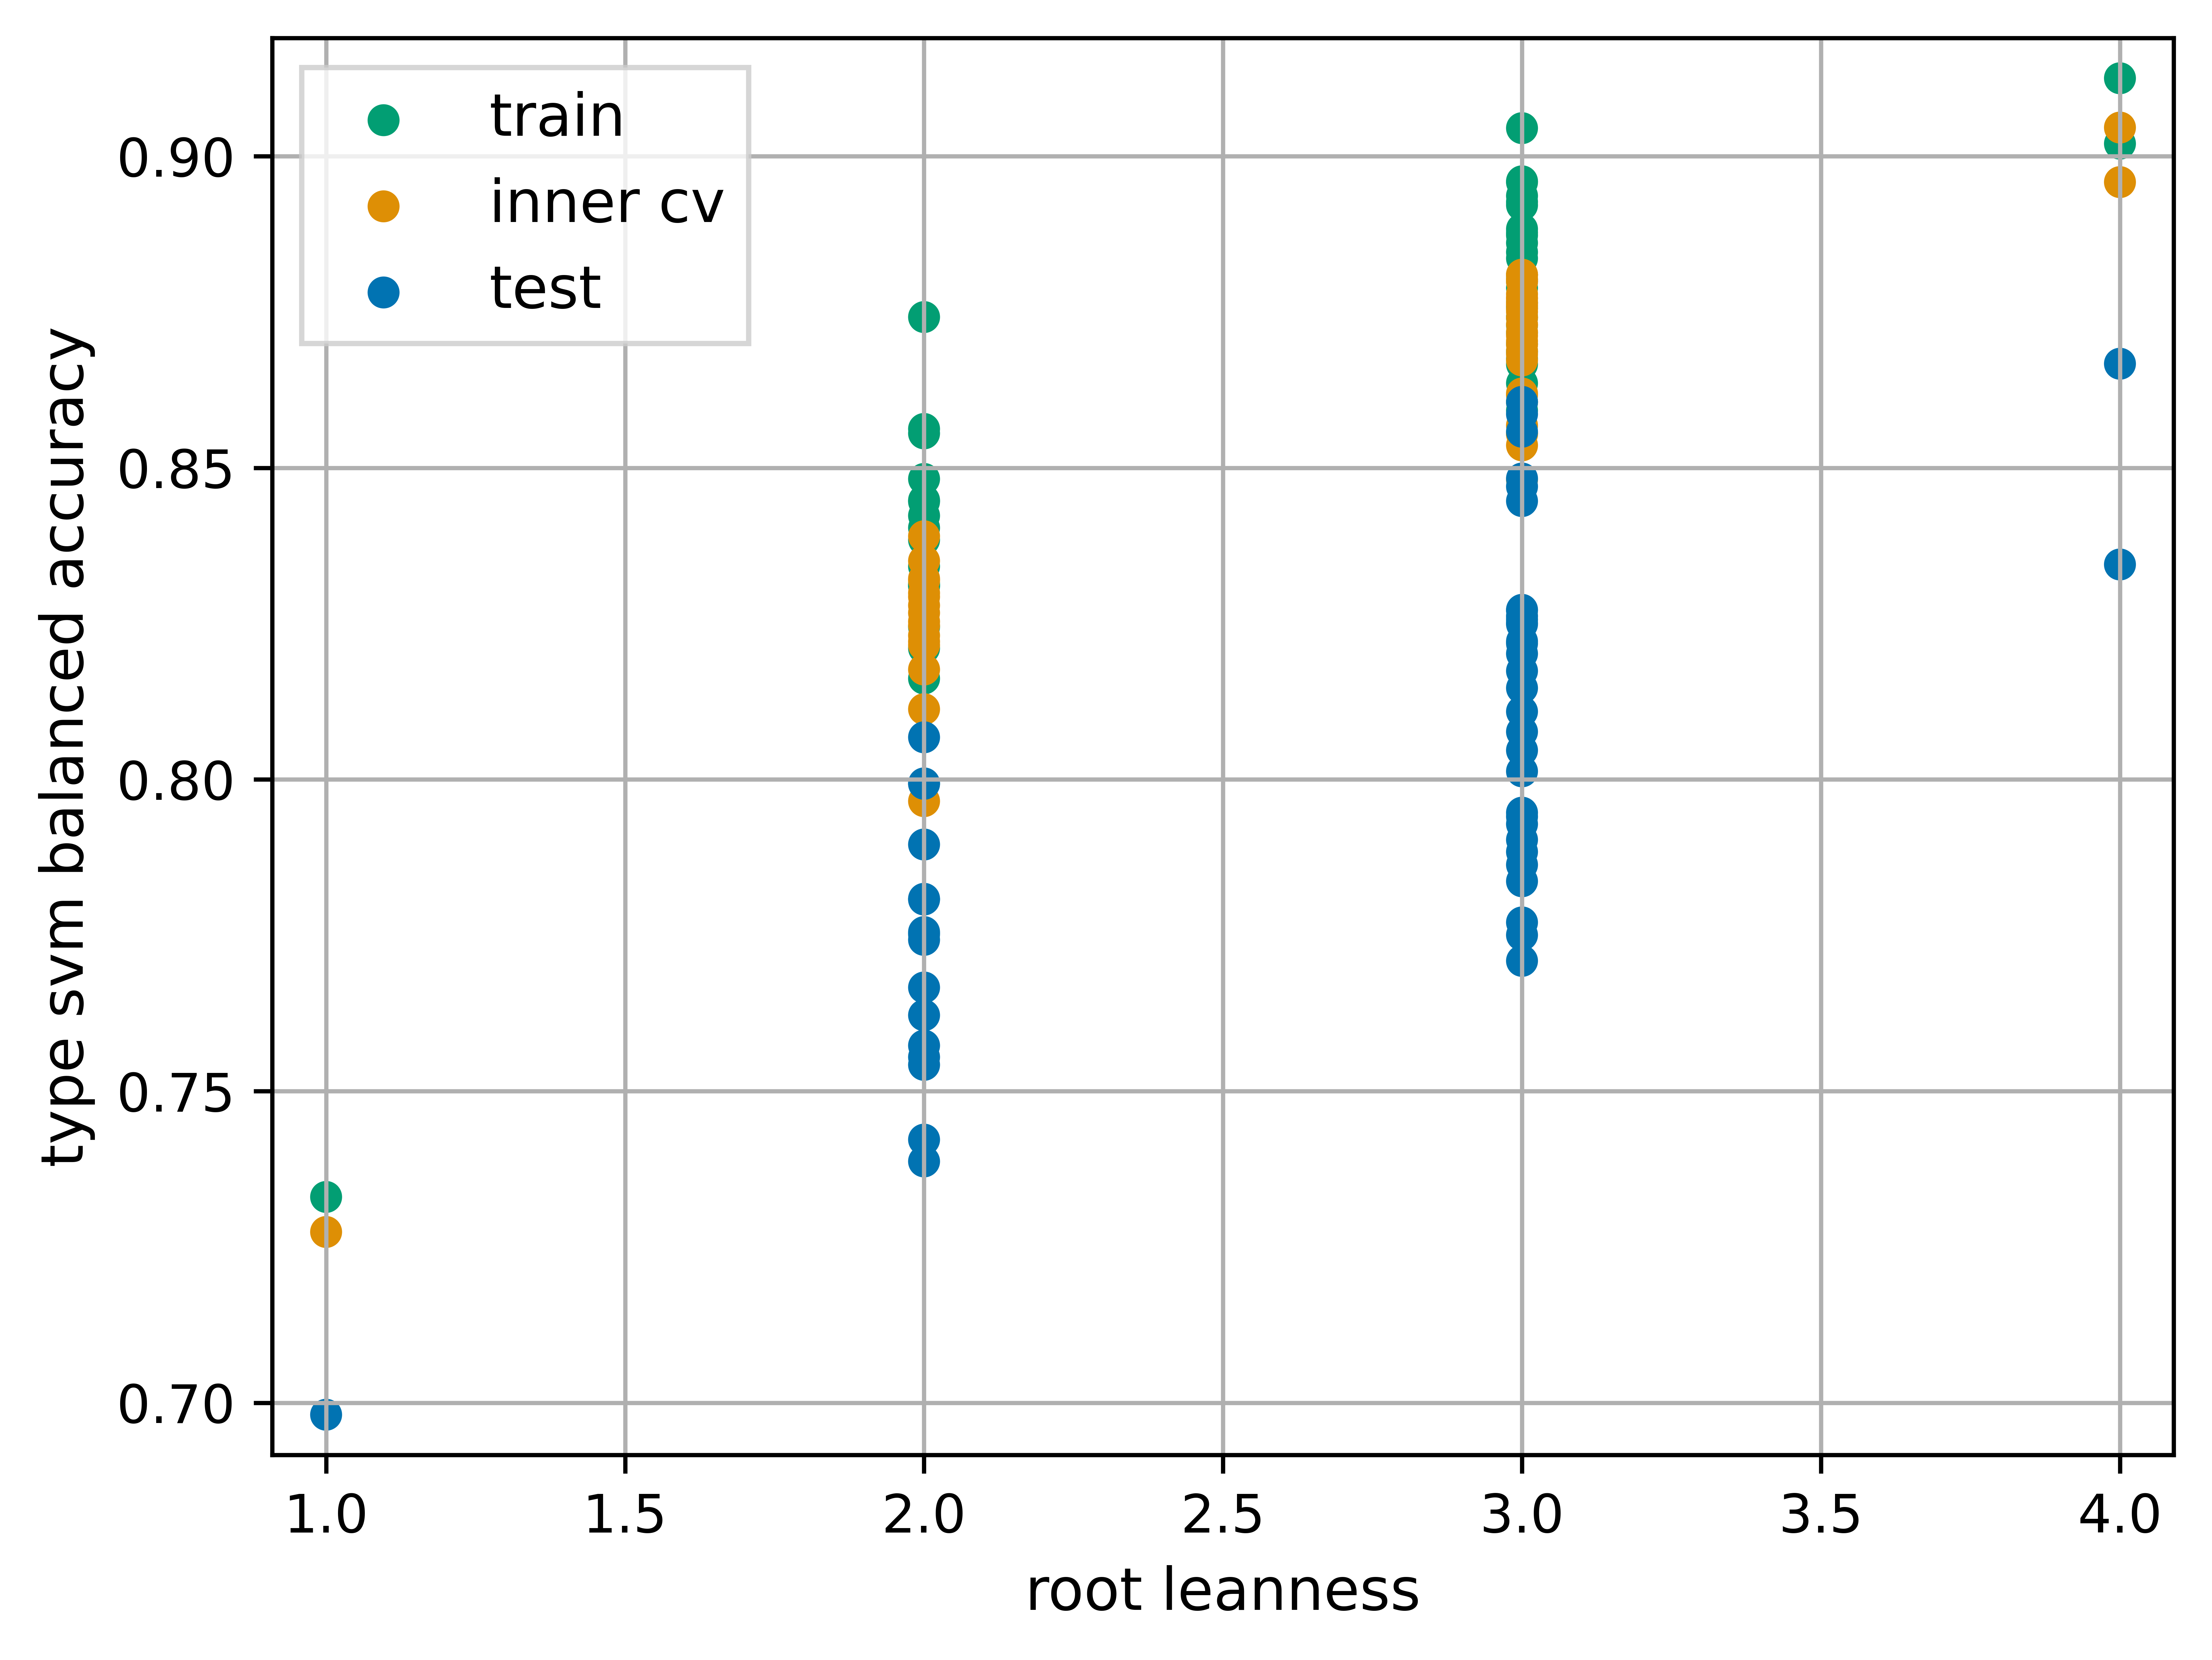 train
inner cv
test
0.90
0.85
0.80
0.75
0.70
type svm balanced accuracy
1.0 1.5 2.0 2.5 3.0 3.5 4.0
root leanness